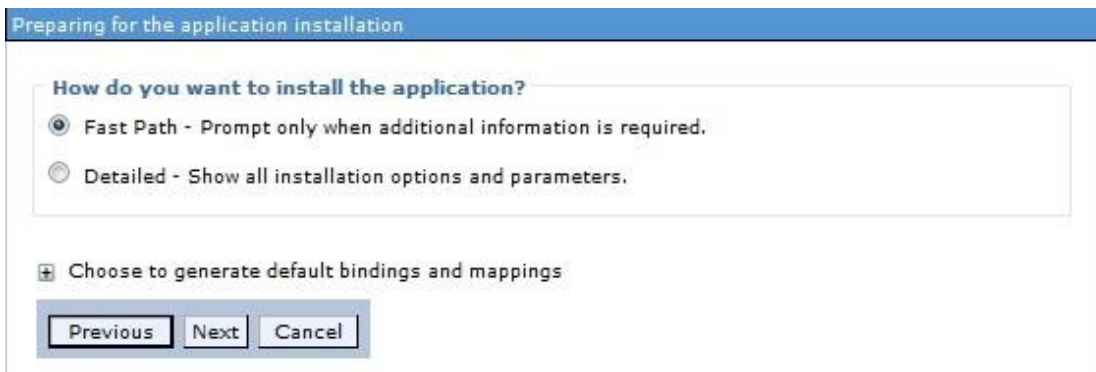 Preparing for the application installation
How do you want to install the application?
Fast Path - Prompt only when additional information is required.
Detailed - Show all installation options and parameters.
Choose to generate default bindings and mappings
Previous Next Cancel